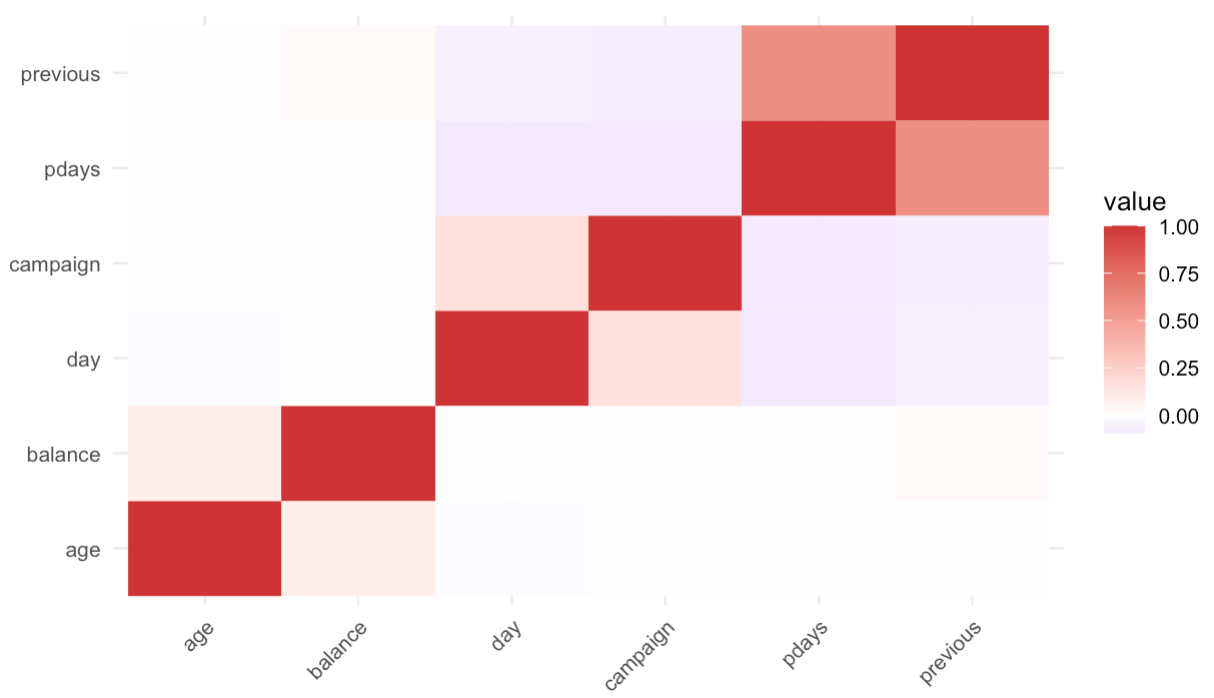 previous
pdays
campaign
day
balance
age
age
balance
day
campaign
pdays
previous
value
1.00
0.75
0.50
0.25
0.00